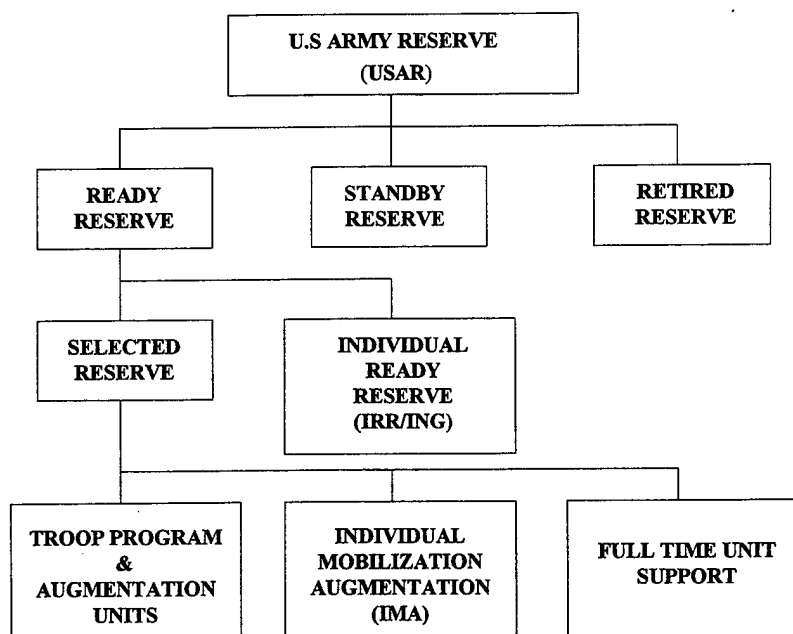 U.S ARMY RESERVE
(USAR)
READY
RESERVE
STANDBY
RESERVE
RETIRED
RESERVE
SELECTED
RESERVE
INDIVIDUAL
READY
RESERVE
(IRR/ING)
TROOP PROGRAM
&
AUGMENTATION
UNITS
INDIVIDUAL
MOBILIZATION
AUGMENTATION
(IMA)
FULL TIME UNIT
SUPPORT